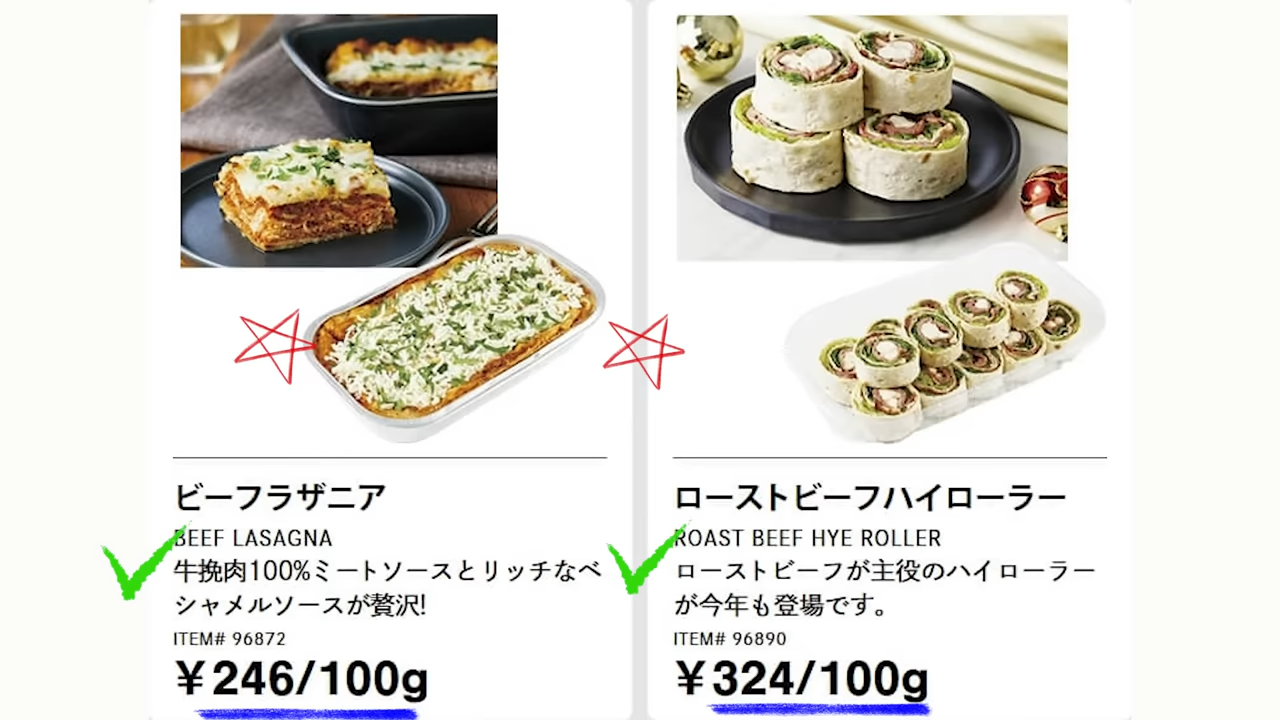 ビーフラザニア
BEEF LASAGNA
牛挽肉100%ミートソースとリッチなベ
シャメルソースが贅沢!
ITEM# 96872
¥246/100g
ローストビーフハイローラー
ROAST BEEF HYE ROLLER
ローストビーフが主役のハイローラー
が今年も登場です。
ITEM# 96890
¥324/100g